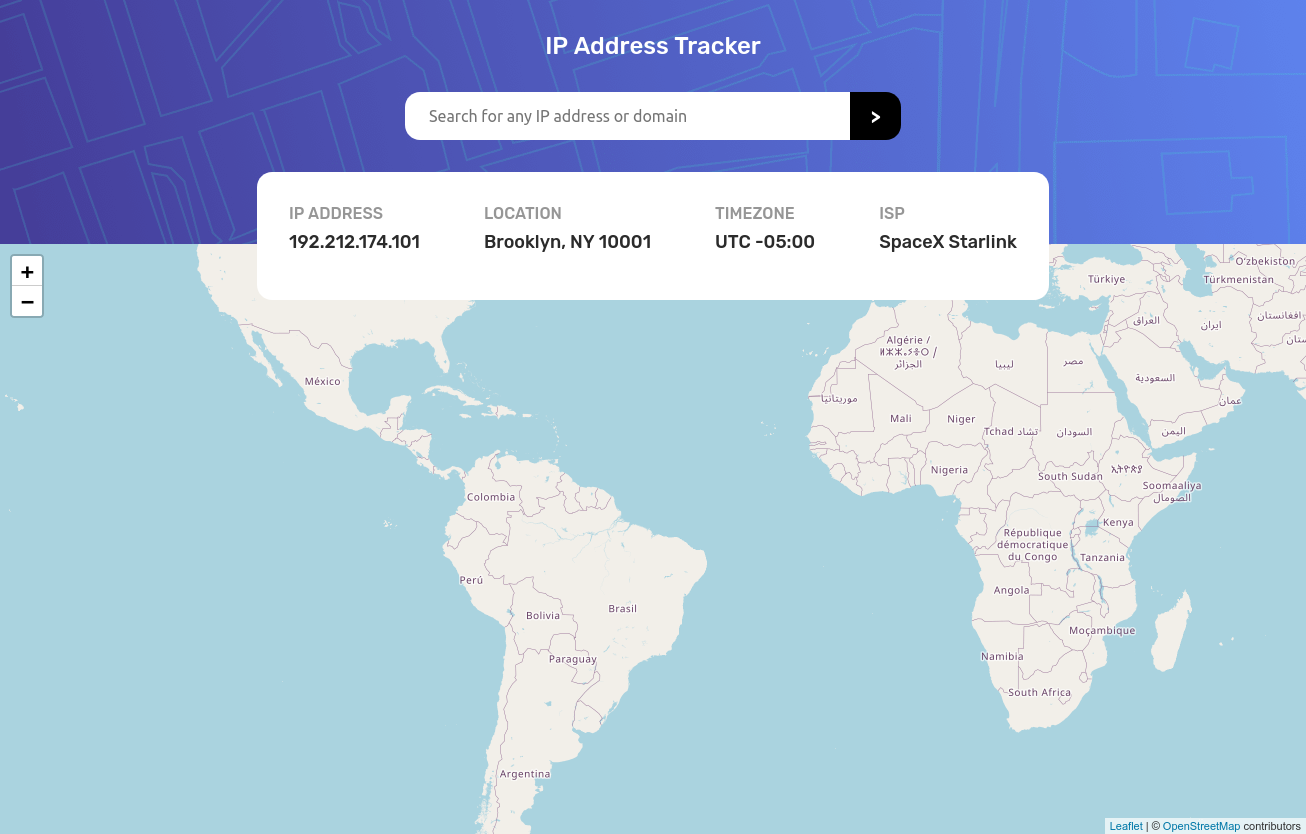 IP Address Tracker
Search for any IP address or domain
>
IP ADDRESS
192.212.174.101
LOCATION
Brooklyn, NY 10001
TIMEZONE
UTC -05:00
ISP
SpaceX Starlink
+
−
O'zbekiston
Türkiye
Türkmenistan
العراق
ايران
افغانستان
México
Algérie /
ⵍⵣⵣⴰⵢⴻⵔ /
الجزائر
ليبيا
مصر
السعودية
عمان
موريتانيا
Mali
Niger
Tchad تشاد
السودان
اليمن
Nigeria
South Sudan
ኢትዮጵያ
Soomaaliya
الصومال
Colombia
Kenya
République
démocratique
du Congo
Tanzania
Perú
Angola
Brasil
Bolivia
Moçambique
Paraguay
Namibia
South Africa
Argentina
Leaflet | © OpenStreetMap contributors